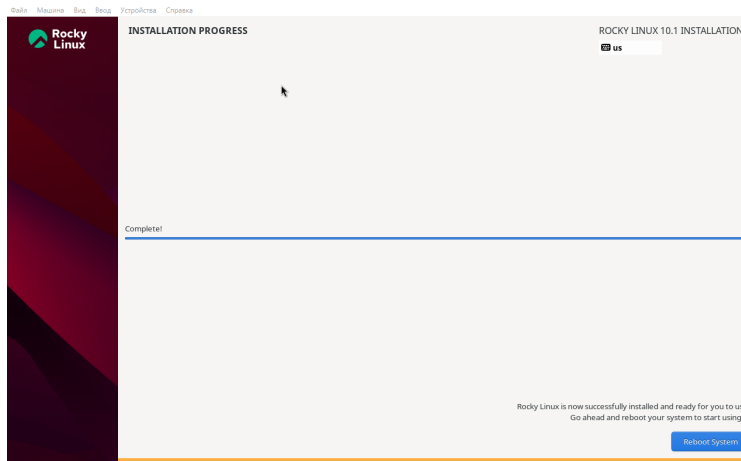 Файл Машина Вид Ввод Устройства Справка
Rocky
Linux
INSTALLATION PROGRESS
ROCKY LINUX 10.1 INSTALLATION
us
Complete!
Rocky Linux is now successfully installed and ready for you to us
Go ahead and reboot your system to start using
Reboot System